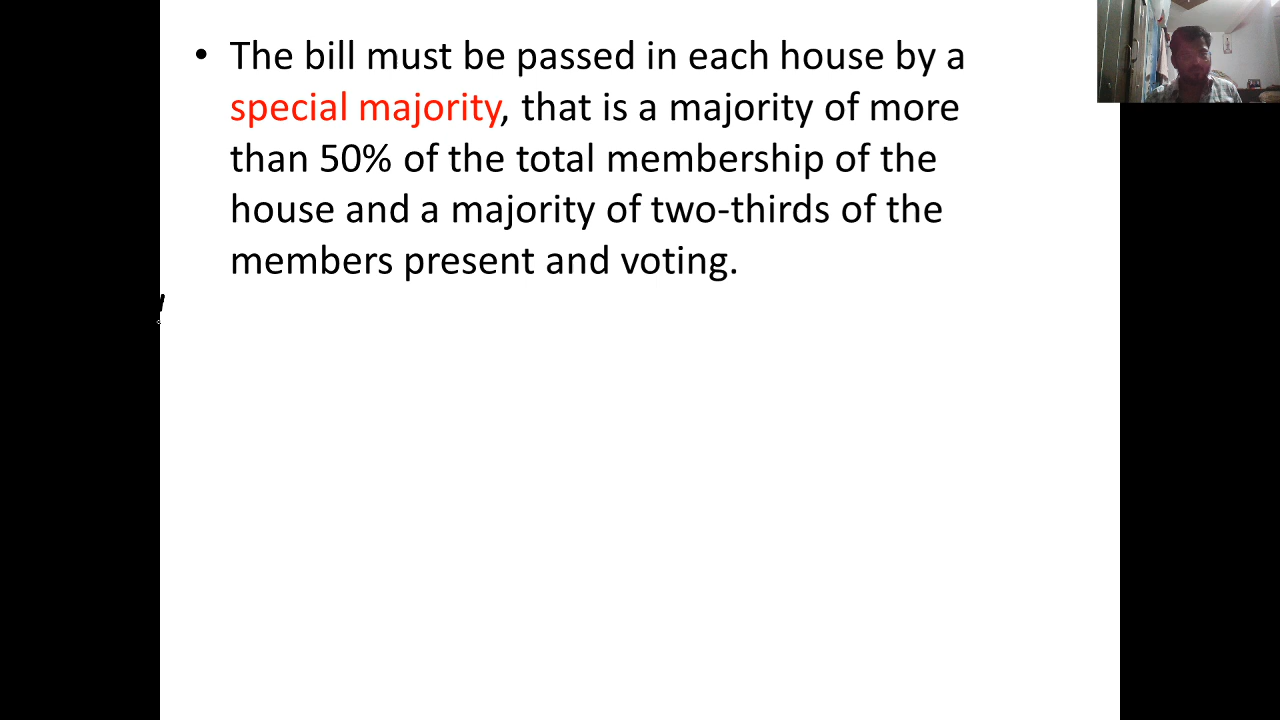 • The bill must be passed in each house by a
special majority, that is a majority of more
than 50% of the total membership of the
house and a majority of two-thirds of the
members present and voting.